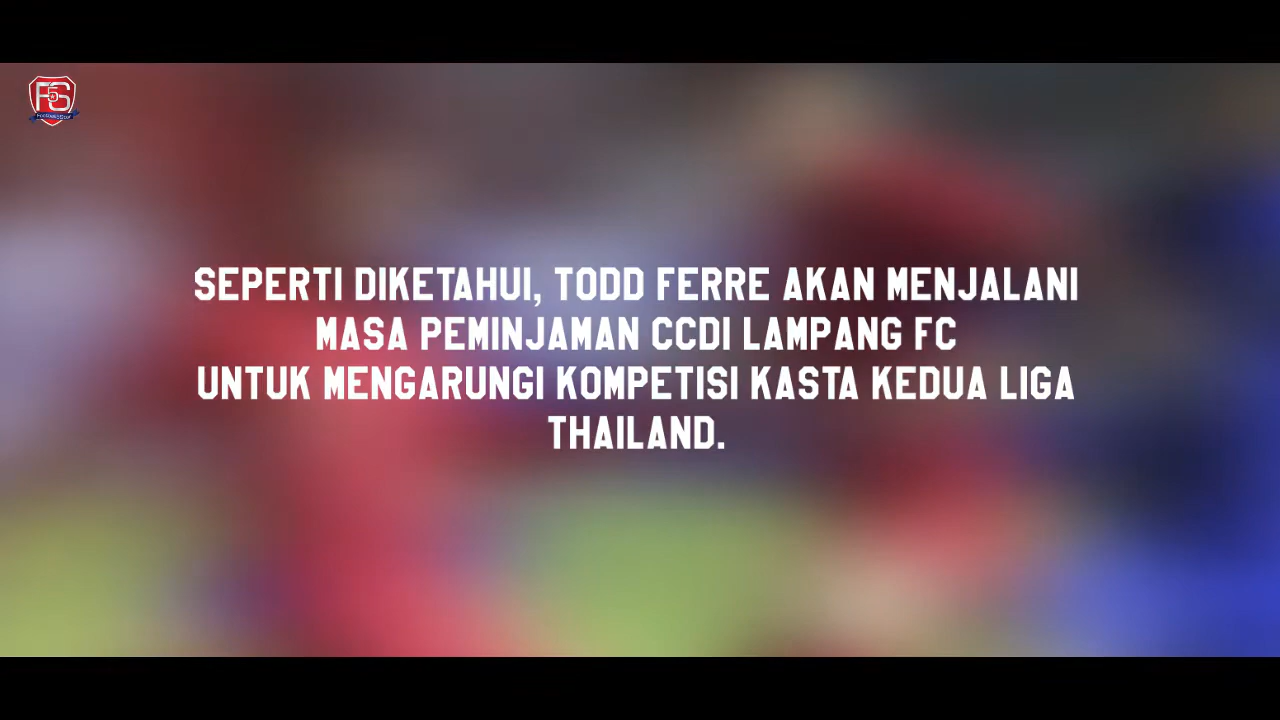 SEPERTI DIKETAHUI, TODD FERRE AKAN MENJALANI
MASA PEMINJAMAN CCDI LAMPANG FC
UNTUK MENGARUNGI KOMPETISI KASTA KEDUA LIGA
THAILAND.